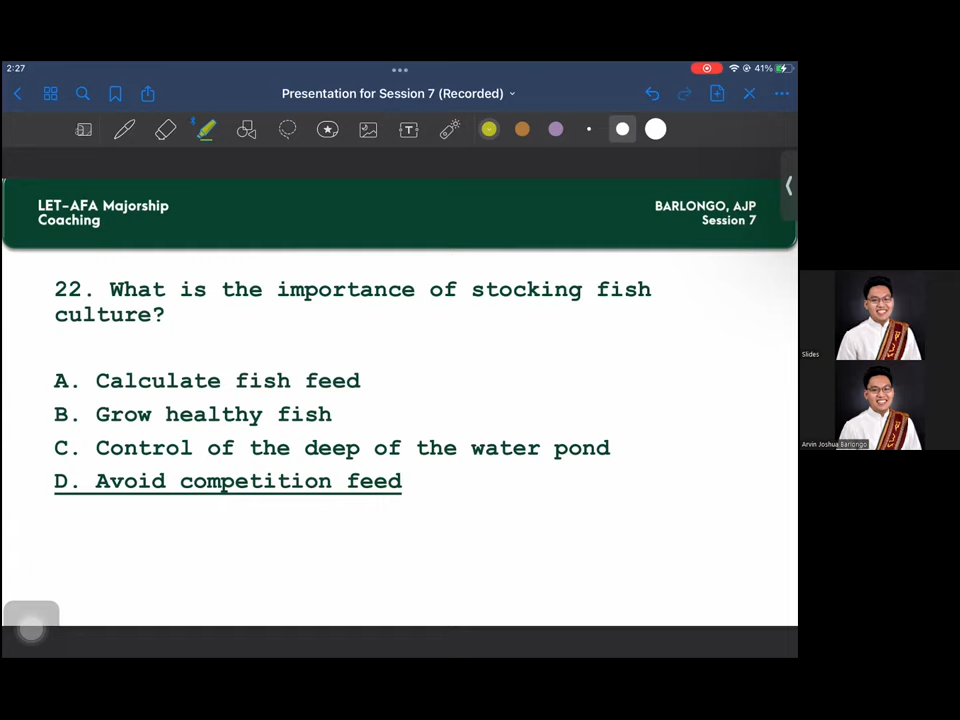 2:27
41%
Presentation for Session 7 (Recorded)
T
LET-AFA Majorship
Coaching
BARLONGO, AJP
Session 7
22. What is the importance of stocking fish
culture?
A. Calculate fish feed
B. Grow healthy fish
C. Control of the deep of the water pond
D. Avoid competition feed
Slides
Arvin Joshua Barlongo